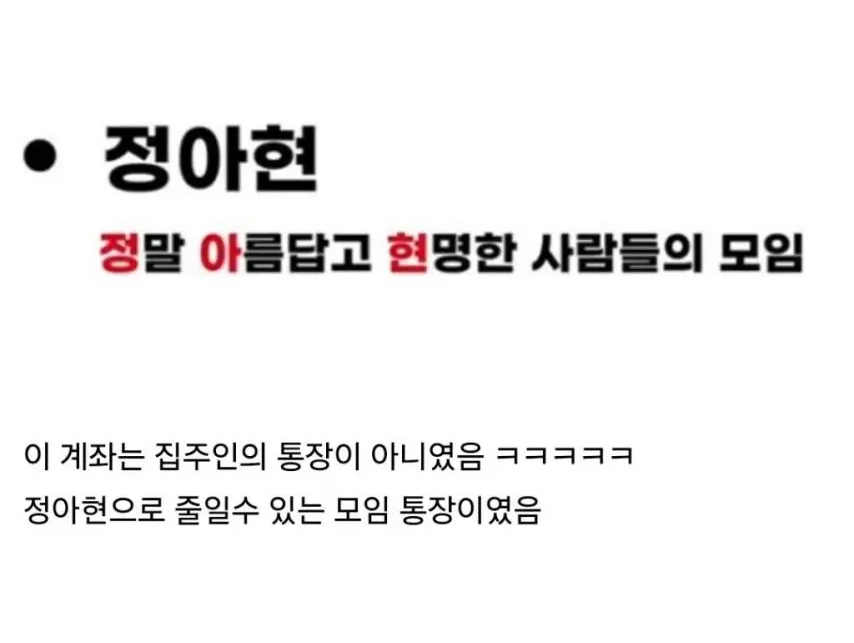 • 정아현
정말 아름답고 현명한 사람들의 모임
이 계좌는 집주인의 통장이 아니였음 ㅋㅋㅋㅋㅋ
정아현으로 줄일수 있는 모임 통장이였음